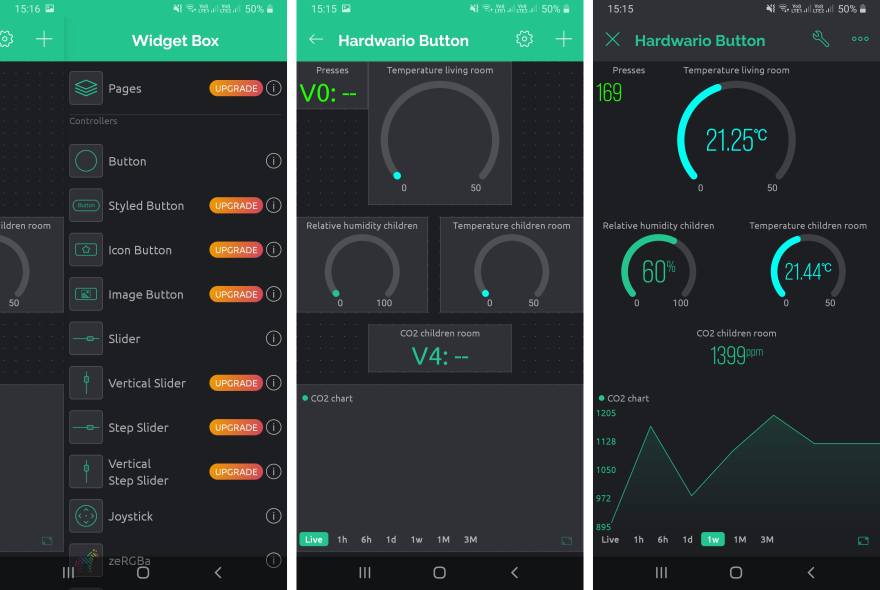 15:16 50%
Widget Box
Pages UPGRADE
Controllers
Button
Styled Button UPGRADE
Button
Icon Button UPGRADE
Image Button UPGRADE
Slider
Vertical Slider UPGRADE
Step Slider UPGRADE
Vertical
Step Slider UPGRADE
Joystick
zeRGBa
ildren room
50
15:15 50%
Hardwario Button
Presses
V0: --
Temperature living room
0 50
Relative humidity children
0 100
Temperature children room
0 50
CO2 children room
V4: --
CO2 chart
Live 1h 6h 1d 1w 1M 3M
15:15 50%
Hardwario Button
Presses
169
Temperature living room
21.25℃
0 50
Relative humidity children
60%
0 100
Temperature children room
21.44℃
0 50
CO2 children room
1399ppm
CO2 chart
1205
1128
1050
972
895
Live 1h 6h 1d 1w 1M 3M